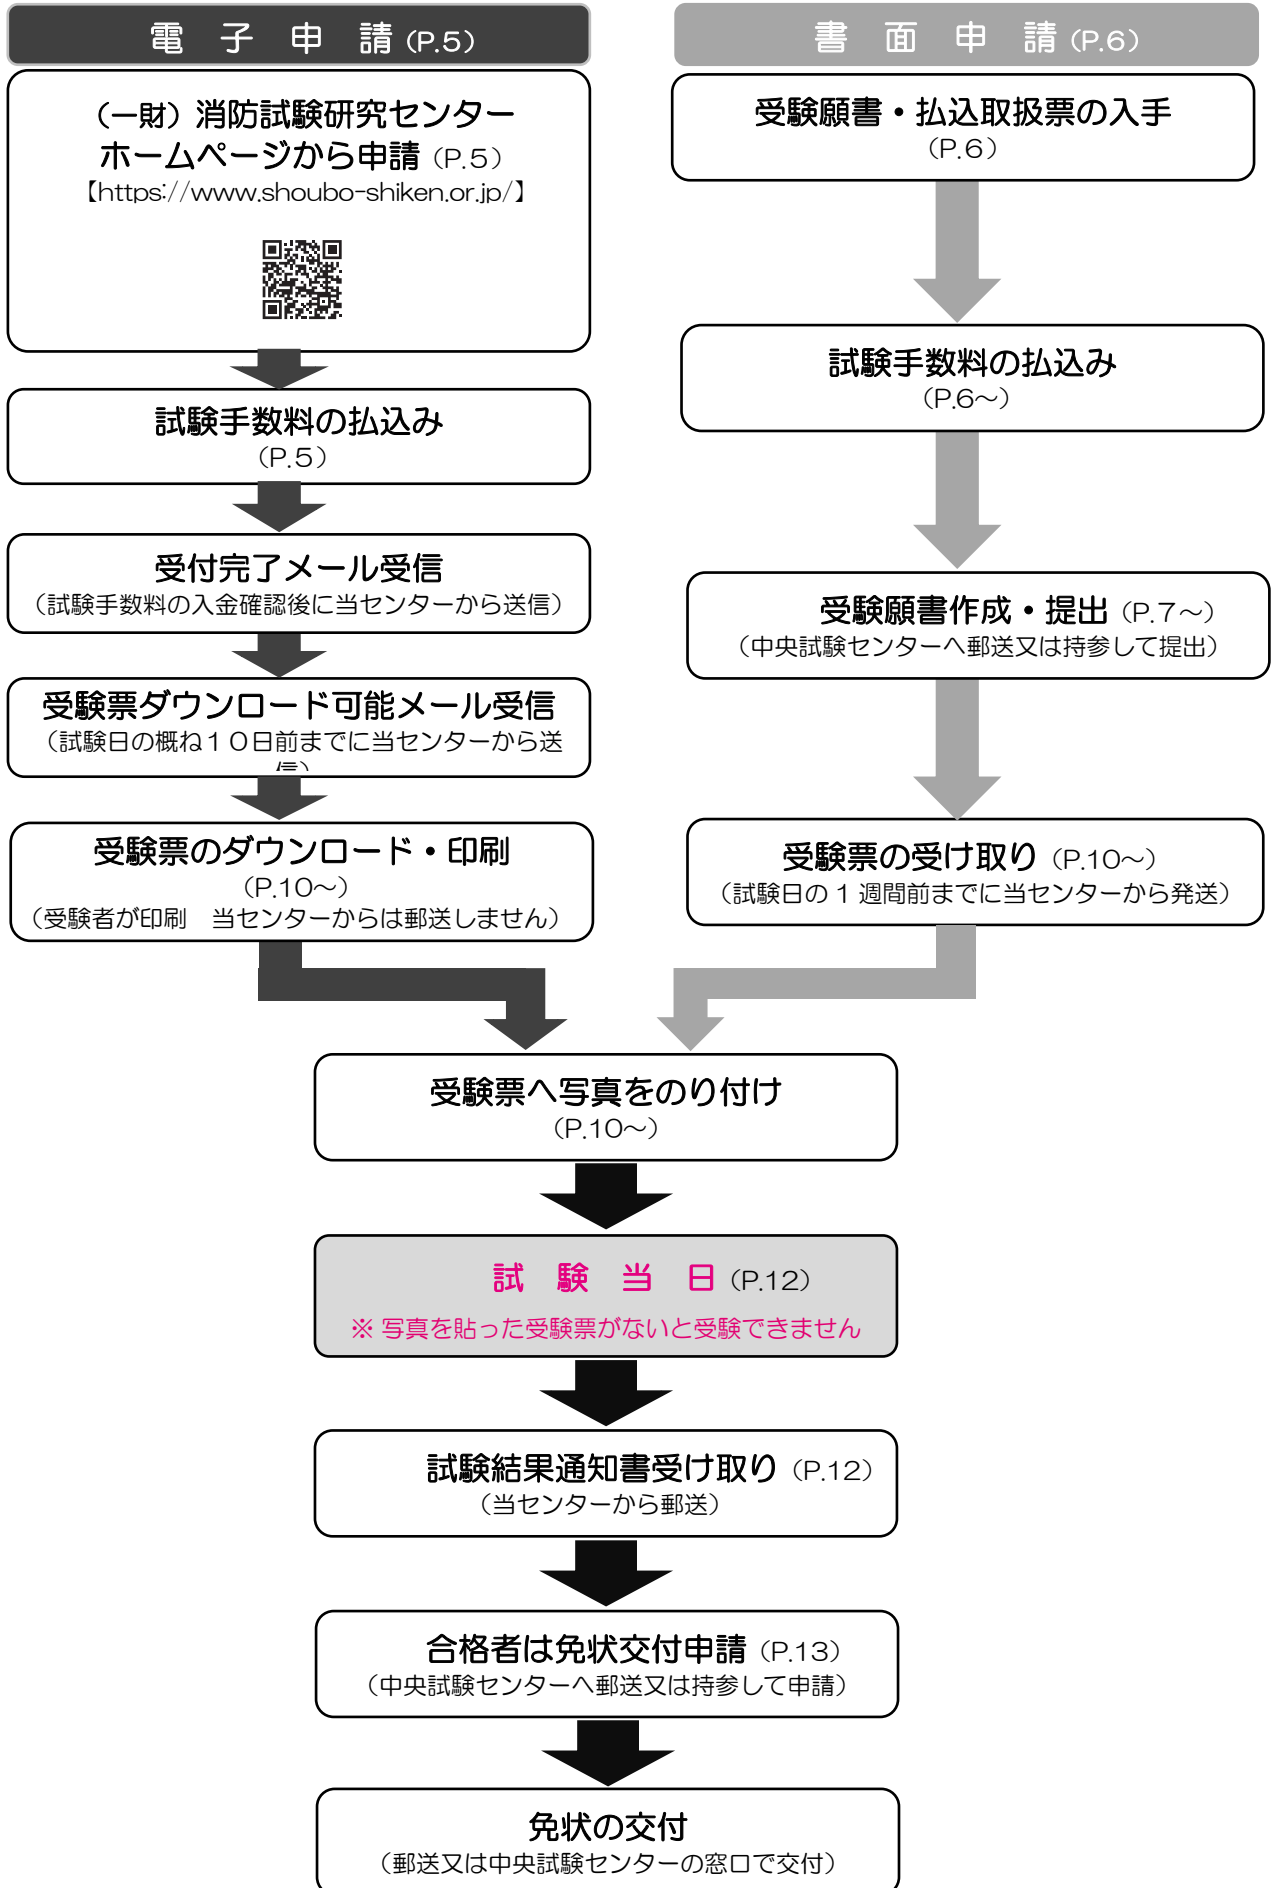 電 子 申 請 (P.5)
（一財）消防試験研究センター
ホームページから申請（P.5）
【https://www.shoubo-shiken.or.jp/】
試験手数料の払込み
（P.5）
受付完了メール受信
（試験手数料の入金確認後に当センターから送信）
受験票ダウンロード可能メール受信
（試験日の概ね１０日前までに当センターから送
信）
受験票のダウンロード・印刷
（P.10～）
（受験者が印刷　当センターからは郵送しません）
書 面 申 請 (P.6)
受験願書・払込取扱票の入手
（P.6）
試験手数料の払込み
（P.6～）
受験願書作成・提出（P.7～）
（中央試験センターへ郵送又は持参して提出）
受験票の受け取り（P.10～）
（試験日の 1 週間前までに当センターから発送）
受験票へ写真をのり付け
（P.10～）
試 験 当 日（P.12）
※ 写真を貼った受験票がないと受験できません
試験結果通知書受け取り（P.12）
（当センターから郵送）
合格者は免状交付申請（P.13）
（中央試験センターへ郵送又は持参して申請）
免状の交付
（郵送又は中央試験センターの窓口で交付）